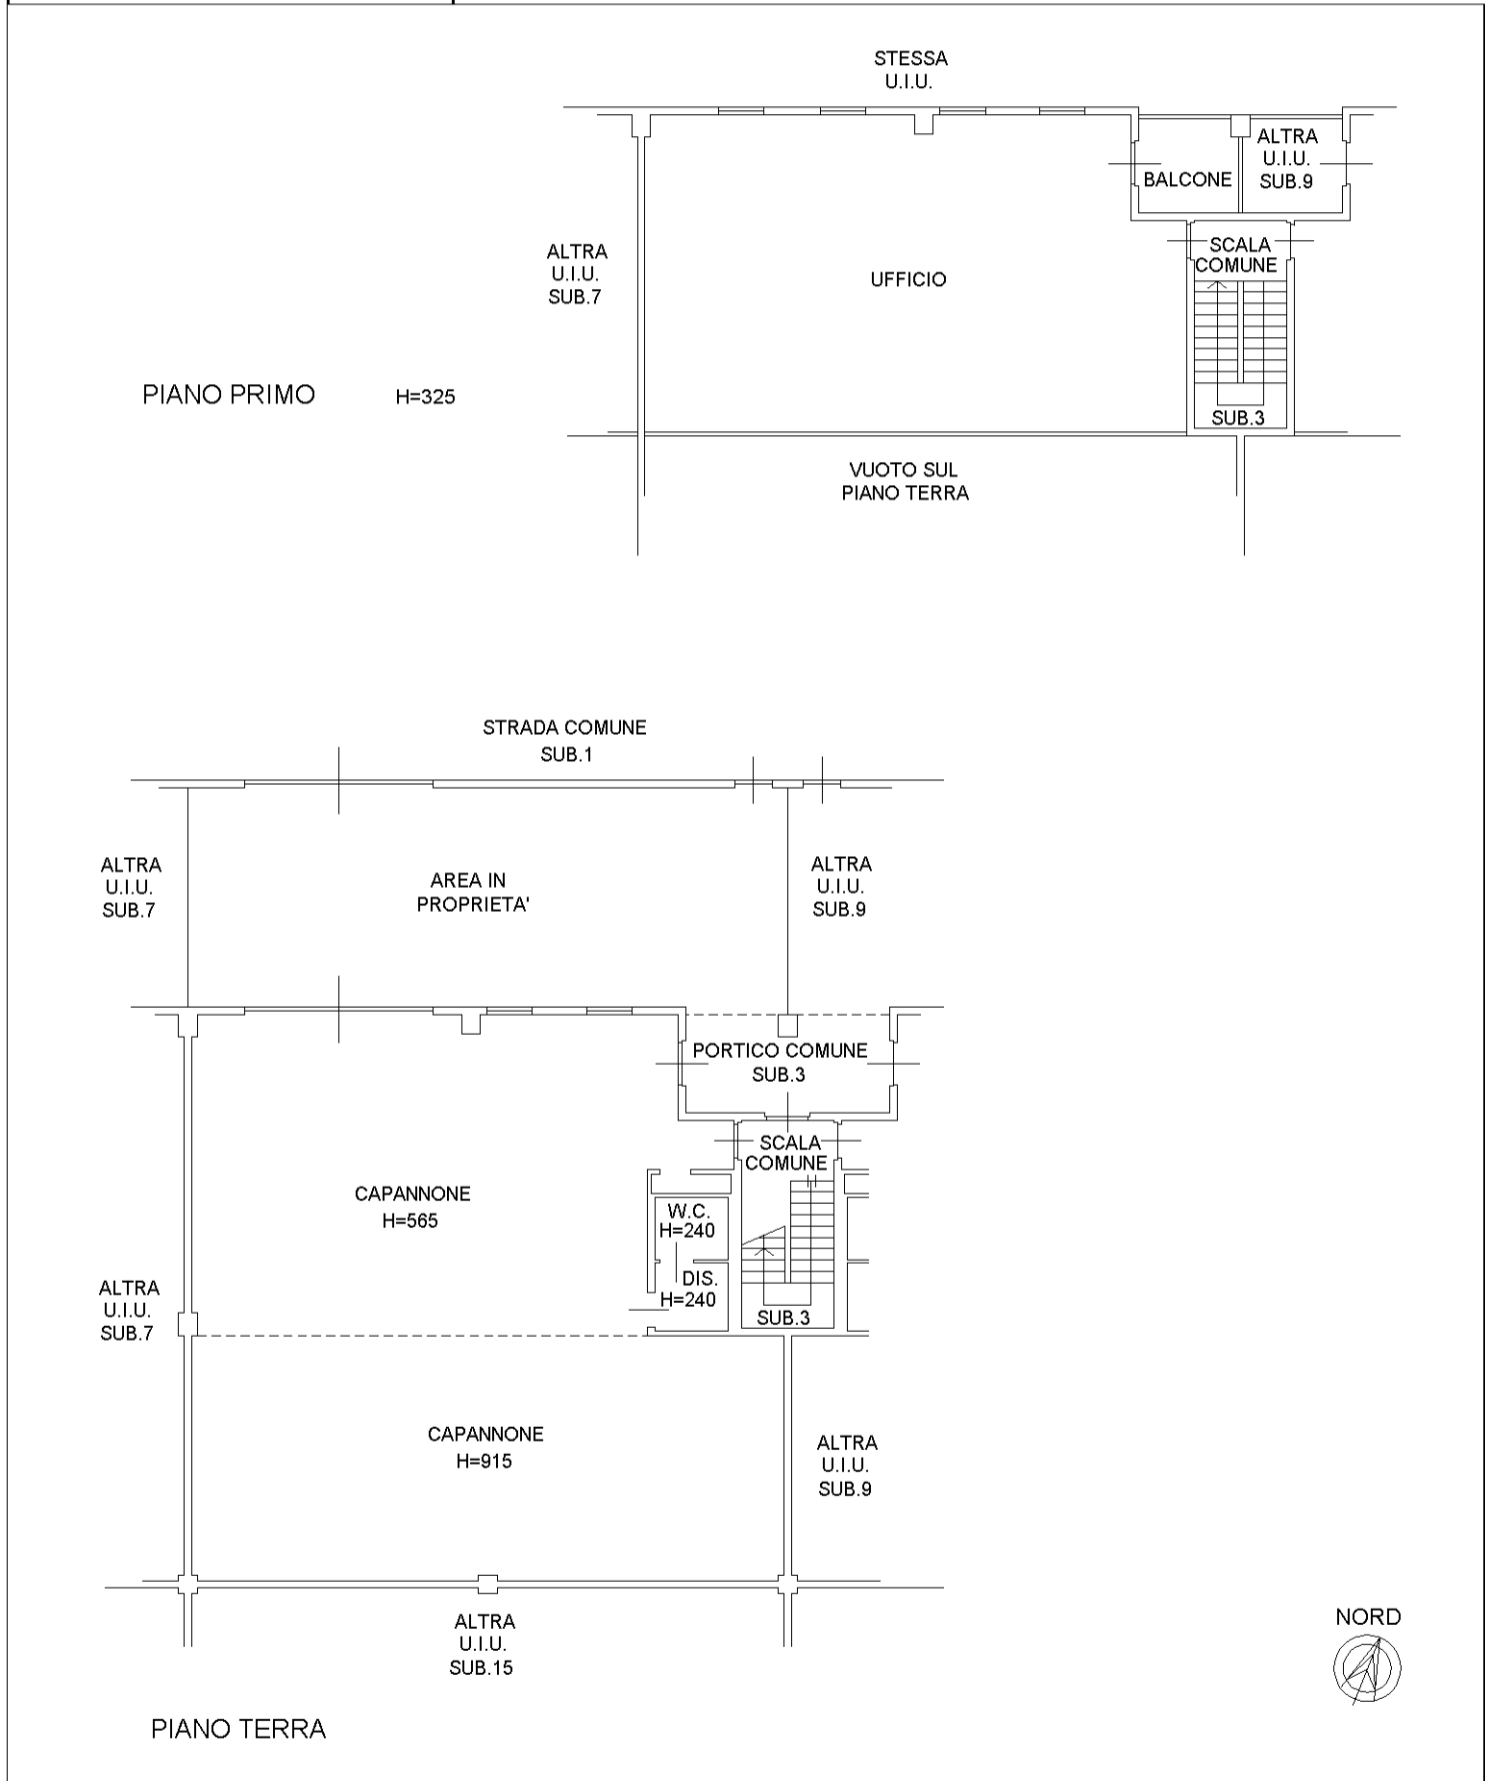 STESSA
U.I.U.
ALTRA
U.I.U.
SUB.9
BALCONE
SCALA
COMUNE
ALTRA
U.I.U.
SUB.7
UFFICIO
PIANO PRIMO H=325
SUB.3
VUOTO SUL
PIANO TERRA
STRADA COMUNE
SUB.1
ALTRA
U.I.U.
SUB.7
AREA IN
PROPRIETA'
ALTRA
U.I.U.
SUB.9
PORTICO COMUNE
SUB.3
SCALA
COMUNE
CAPANNONE
H=565
W.C.
H=240
DIS.
H=240
SUB.3
ALTRA
U.I.U.
SUB.7
CAPANNONE
H=915
ALTRA
U.I.U.
SUB.9
ALTRA
U.I.U.
SUB.15
NORD
PIANO TERRA